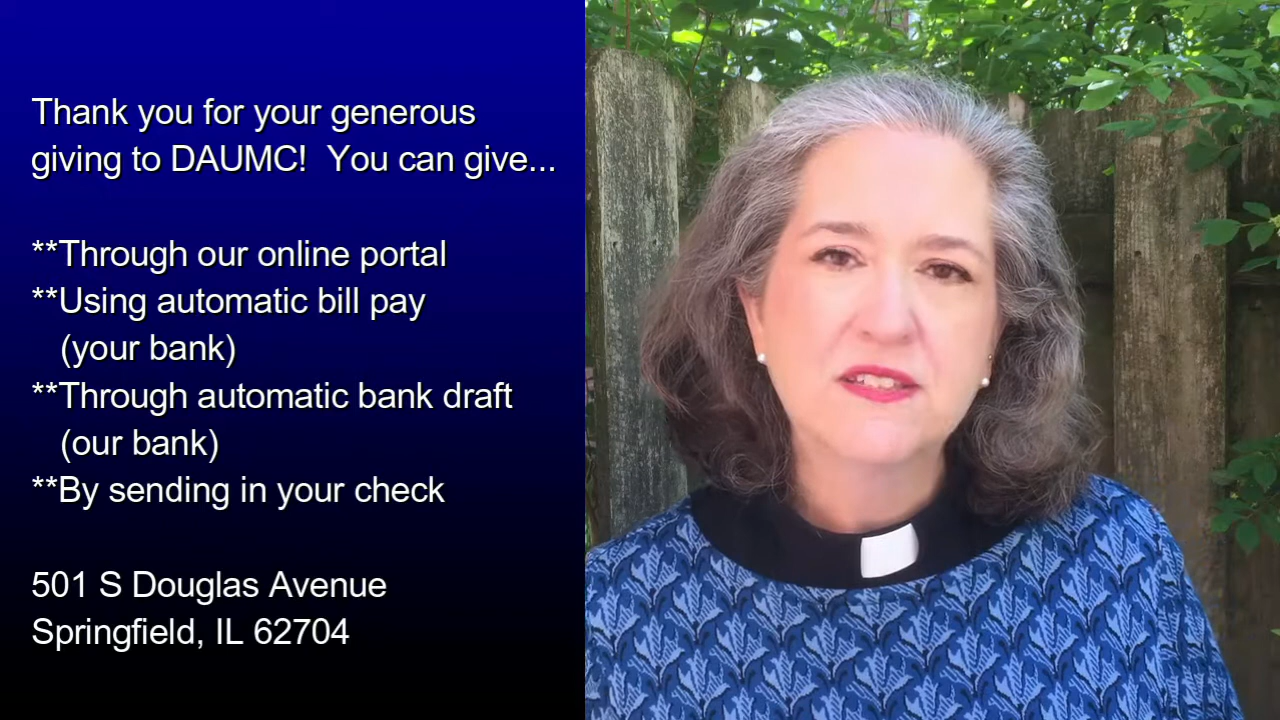 Thank you for your generous
giving to DAUMC!  You can give...
**Through our online portal
**Using automatic bill pay
(your bank)
**Through automatic bank draft
(our bank)
**By sending in your check
501 S Douglas Avenue
Springfield, IL 62704